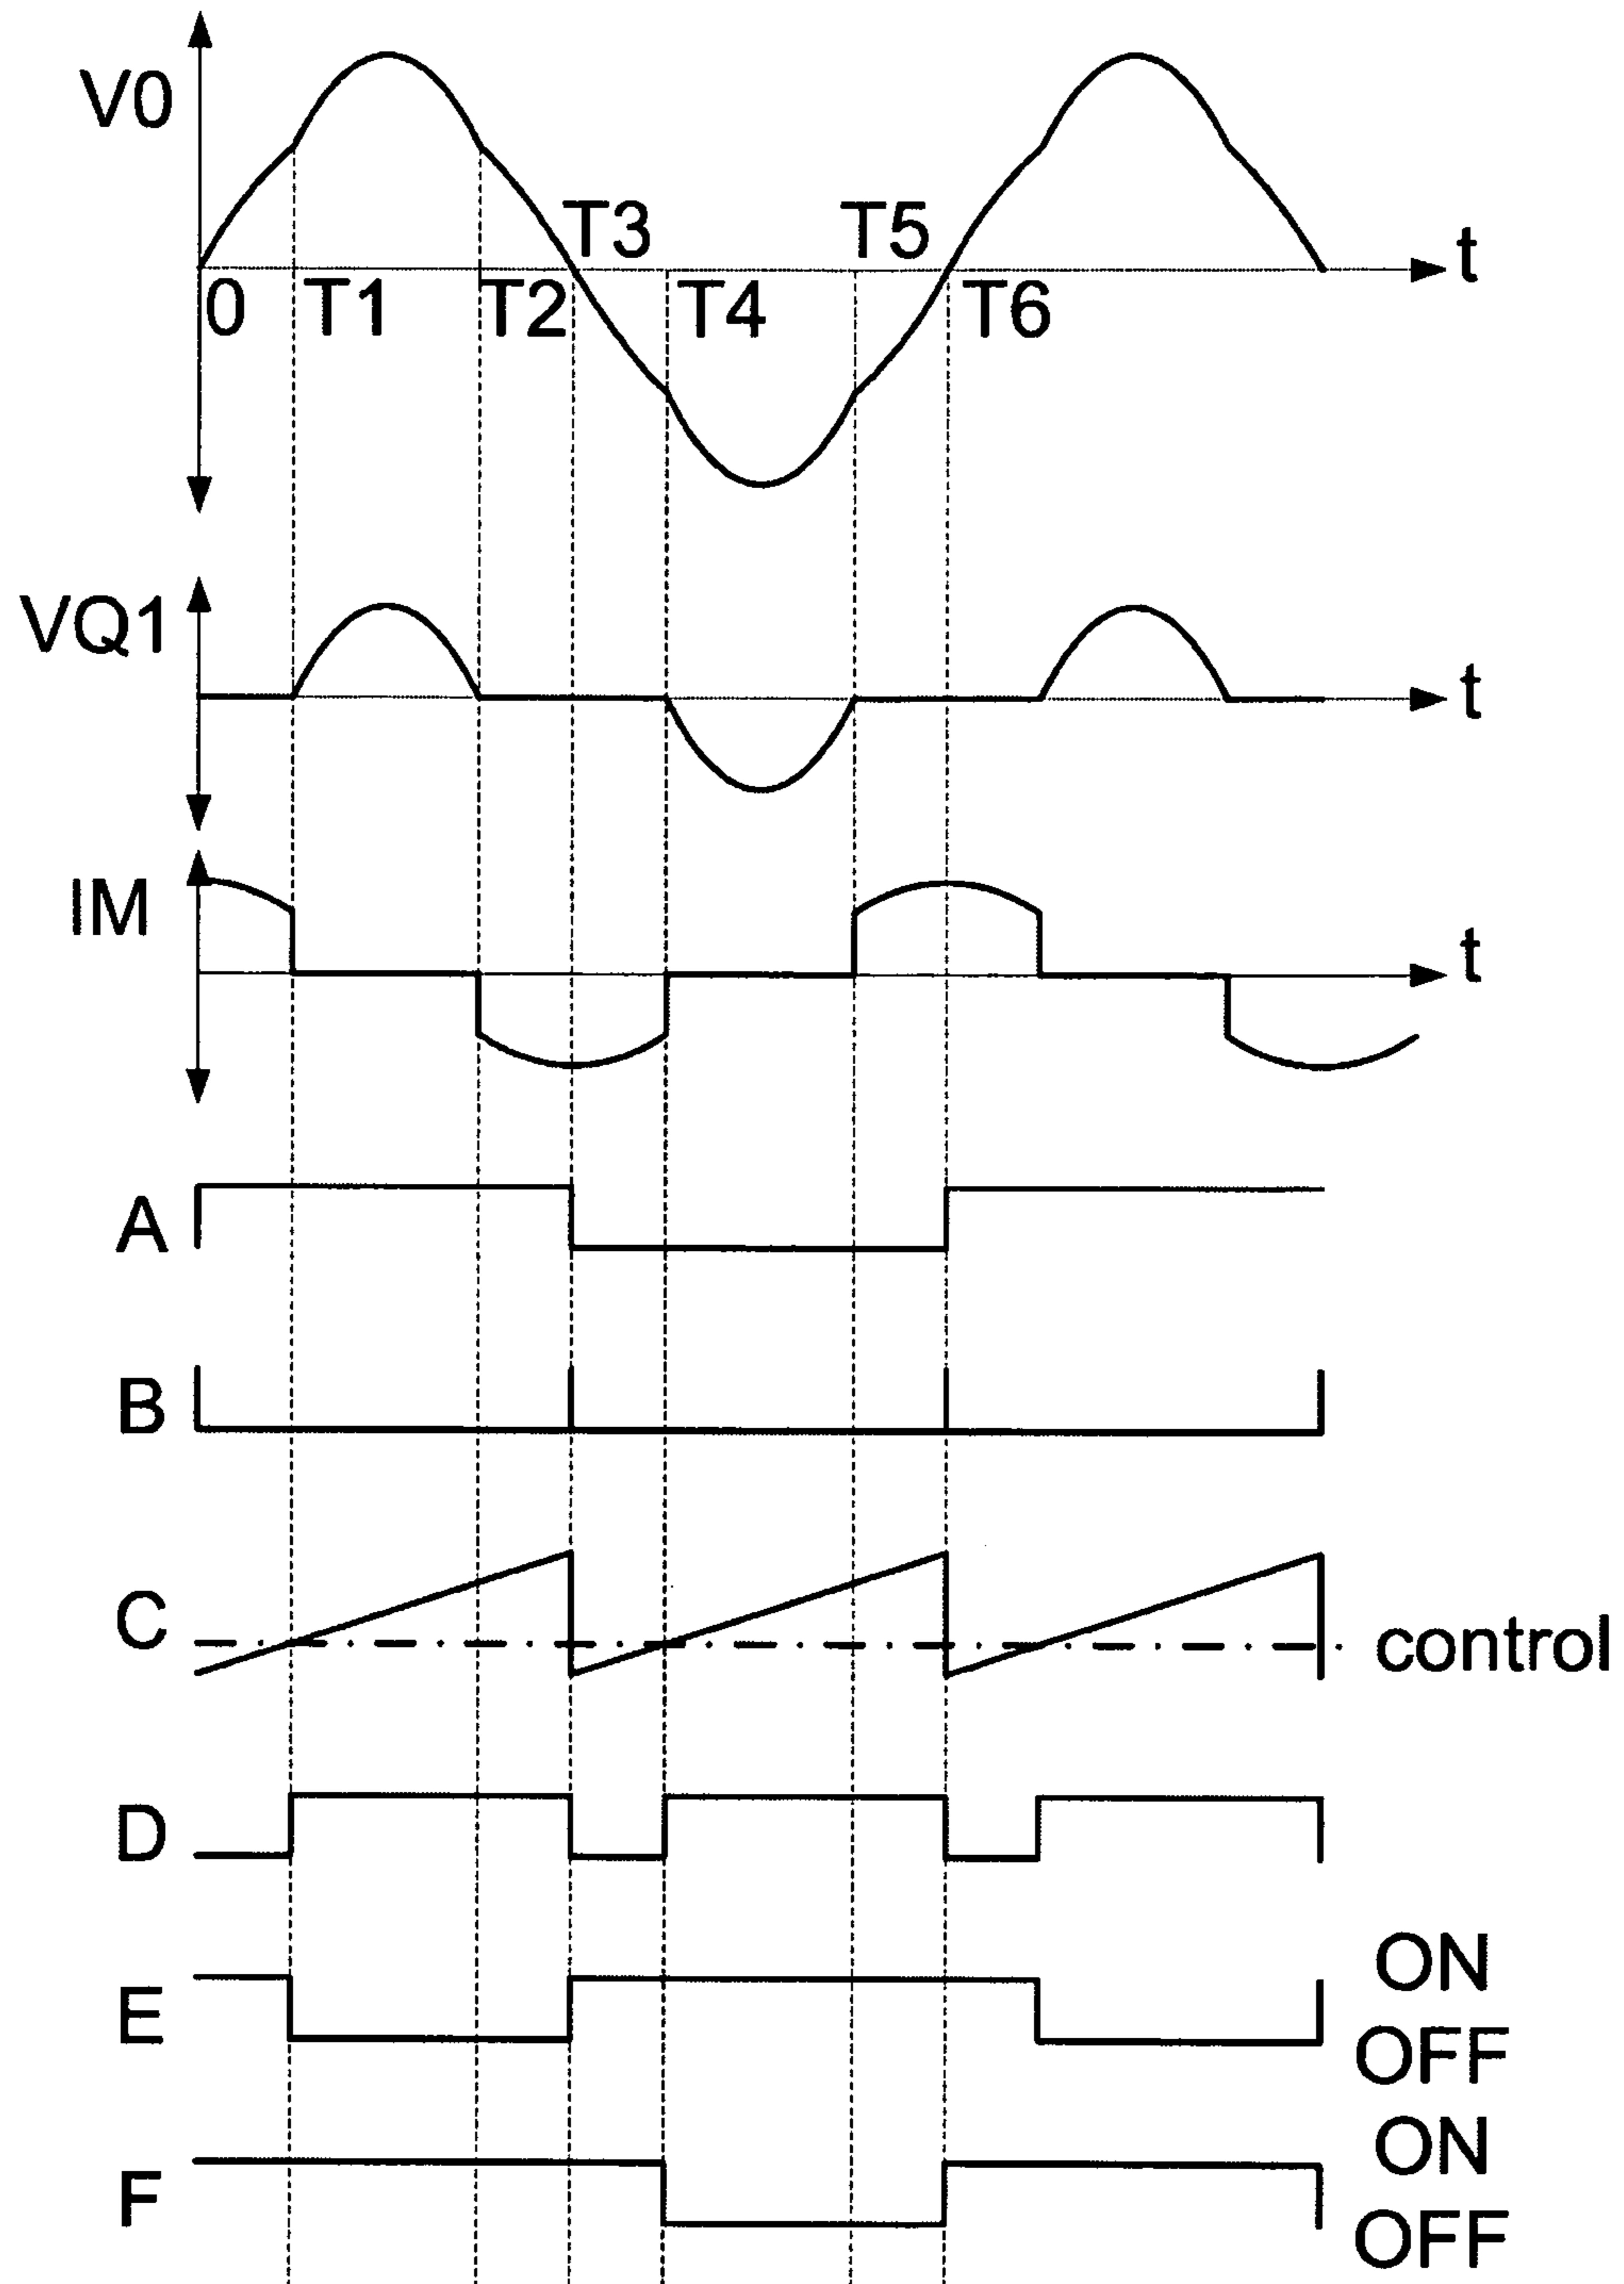 V0
T3 T5 t
0 T1 T2 T4 T6
VQ1
t
IM
t
A
B
C
control
D
ON
E
OFF
ON
F
OFF